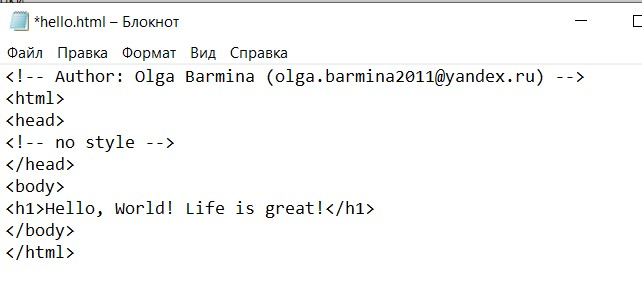 *hello.html – Блокнот
Файл Правка Формат Вид Справка
<!-- Author: Olga Barmina (olga.barmina2011@yandex.ru) -->
<html>
<head>
<!-- no style -->
</head>
<body>
<h1>Hello, World! Life is great!</h1>
</body>
</html>